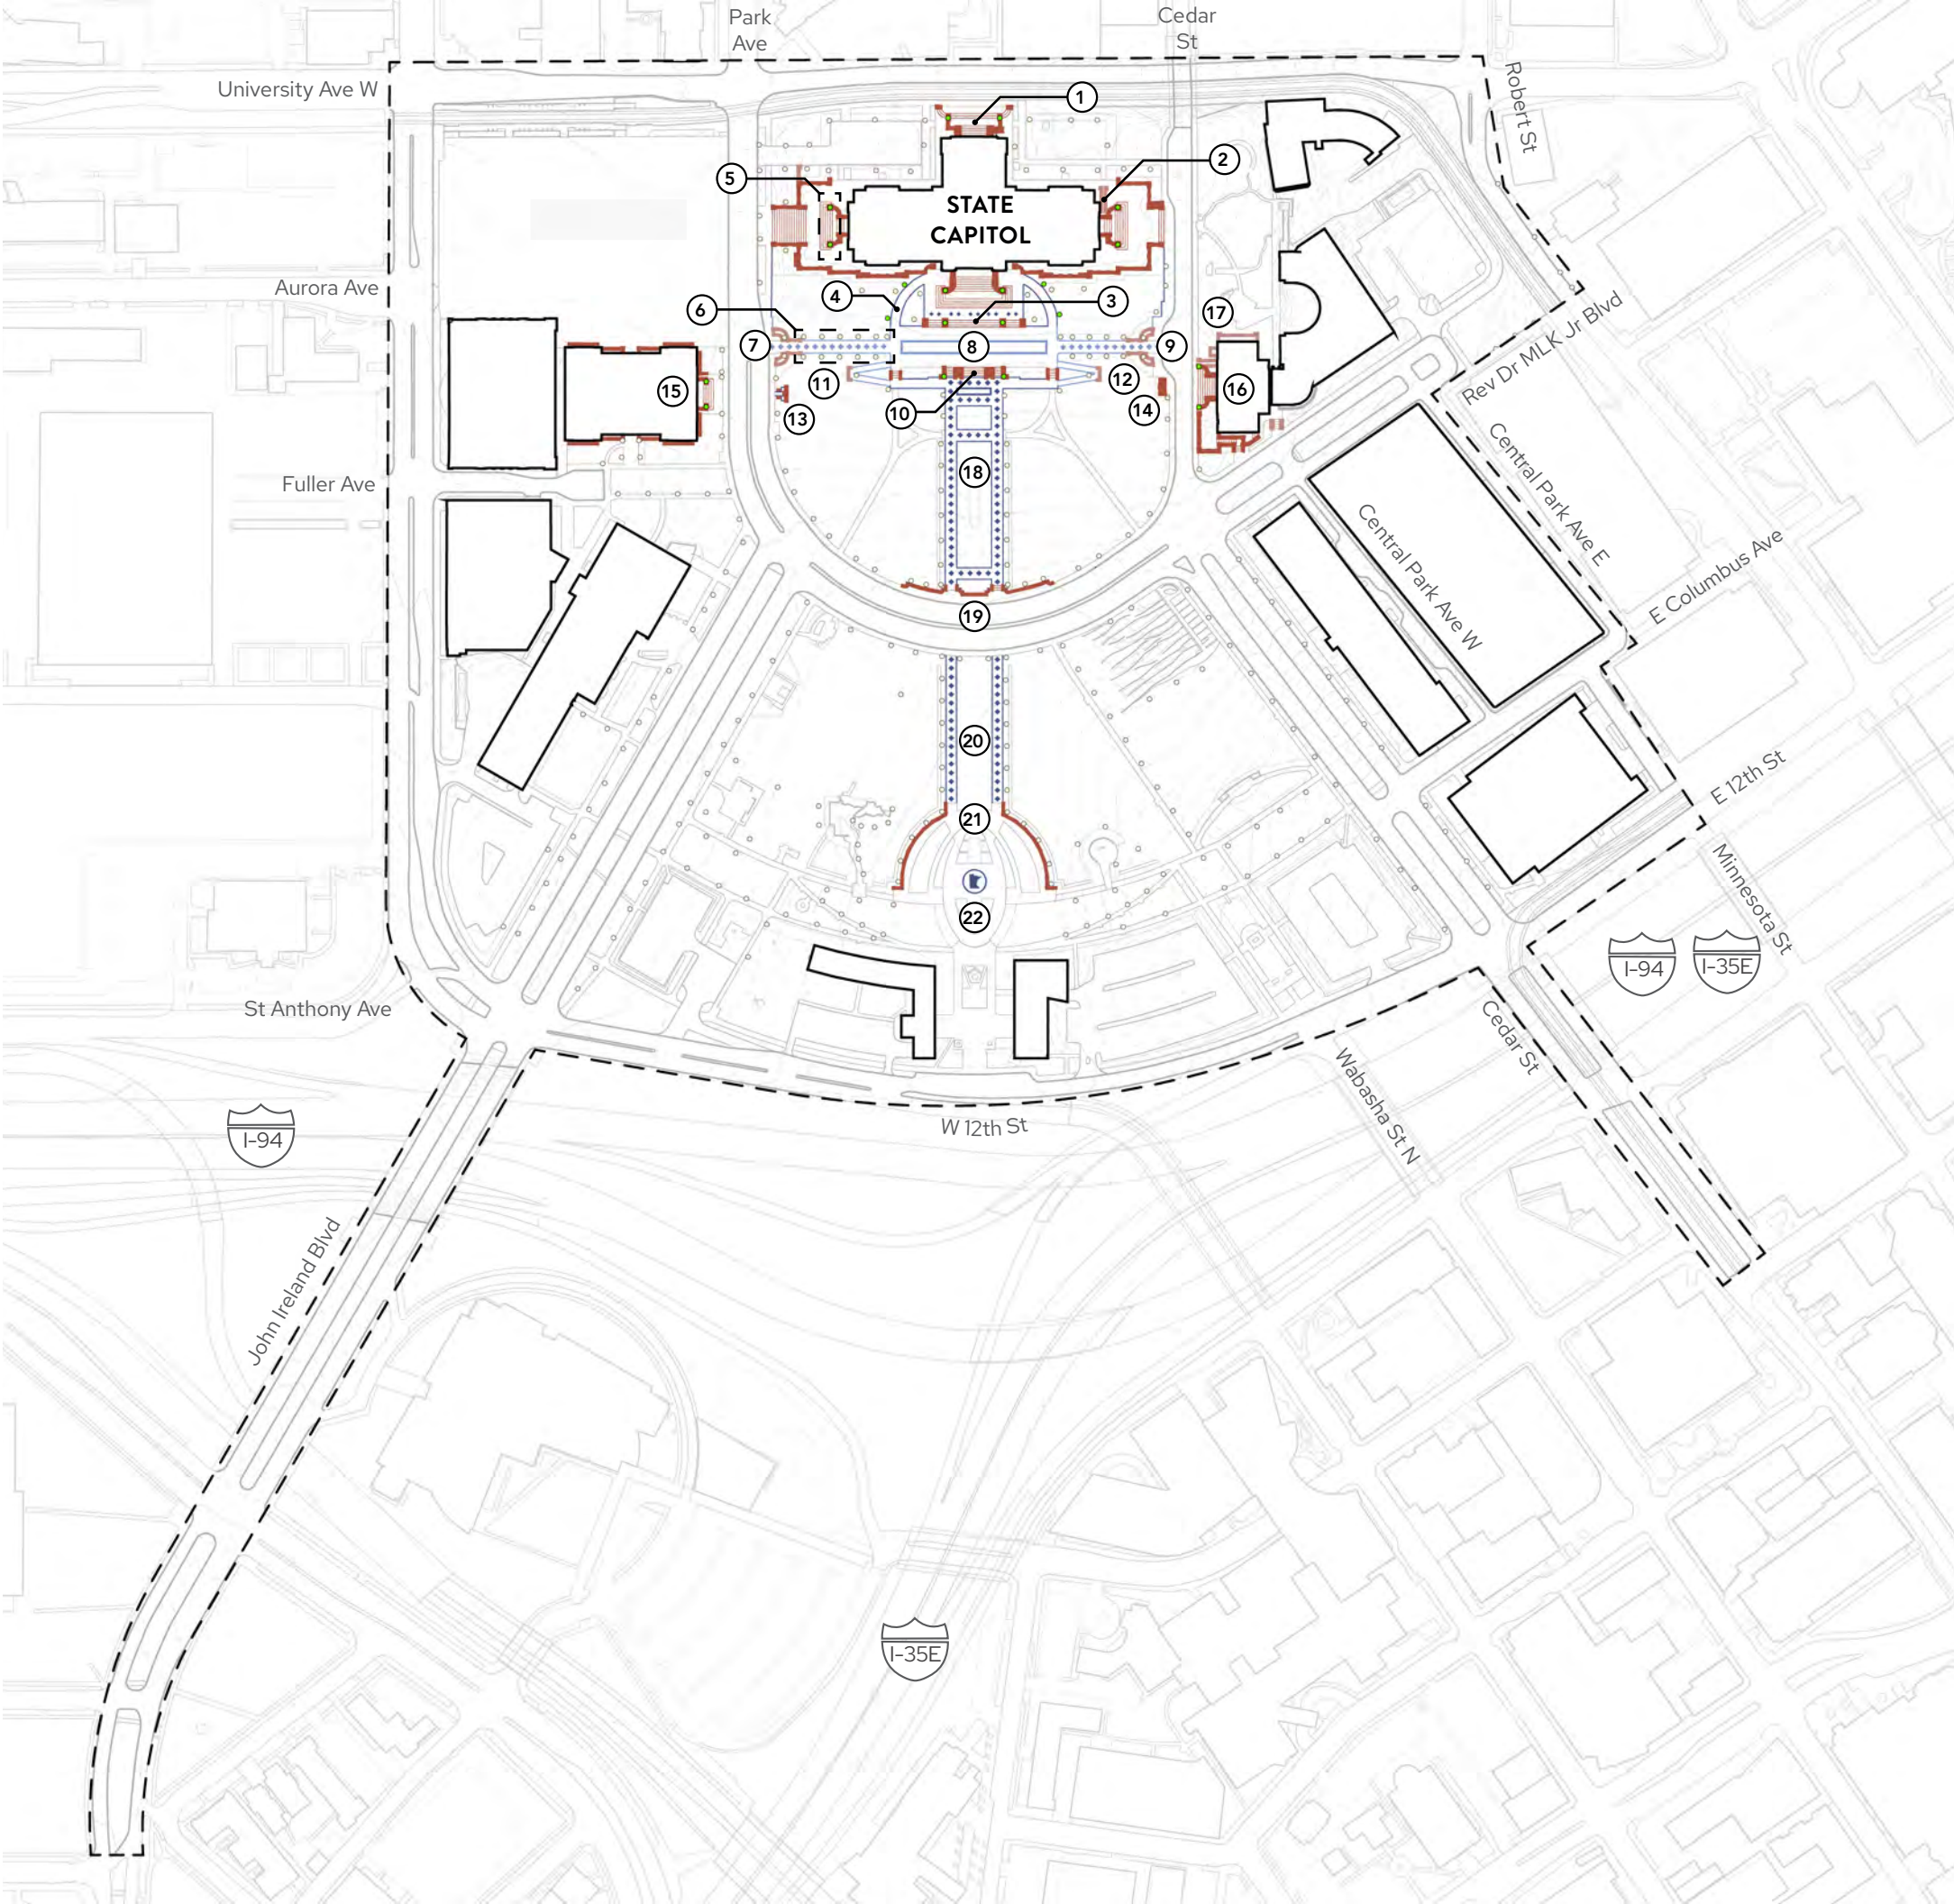 Park
Ave
Cedar
St
University Ave W
Robert St
1
2
5
STATE
CAPITOL
Aurora Ave
4
3
6
17
Rev Dr MLK Jr Blvd
7
8
9
11
12
15
16
13
10
14
Central Park Ave E
18
Fuller Ave
Central Park Ave W
E Columbus Ave
19
20
E 12th St
21
Minnesota St
22
I-94
I-35E
St Anthony Ave
Cedar St
Wabasha St N
W 12th St
I-94
John Ireland Blvd
I-35E